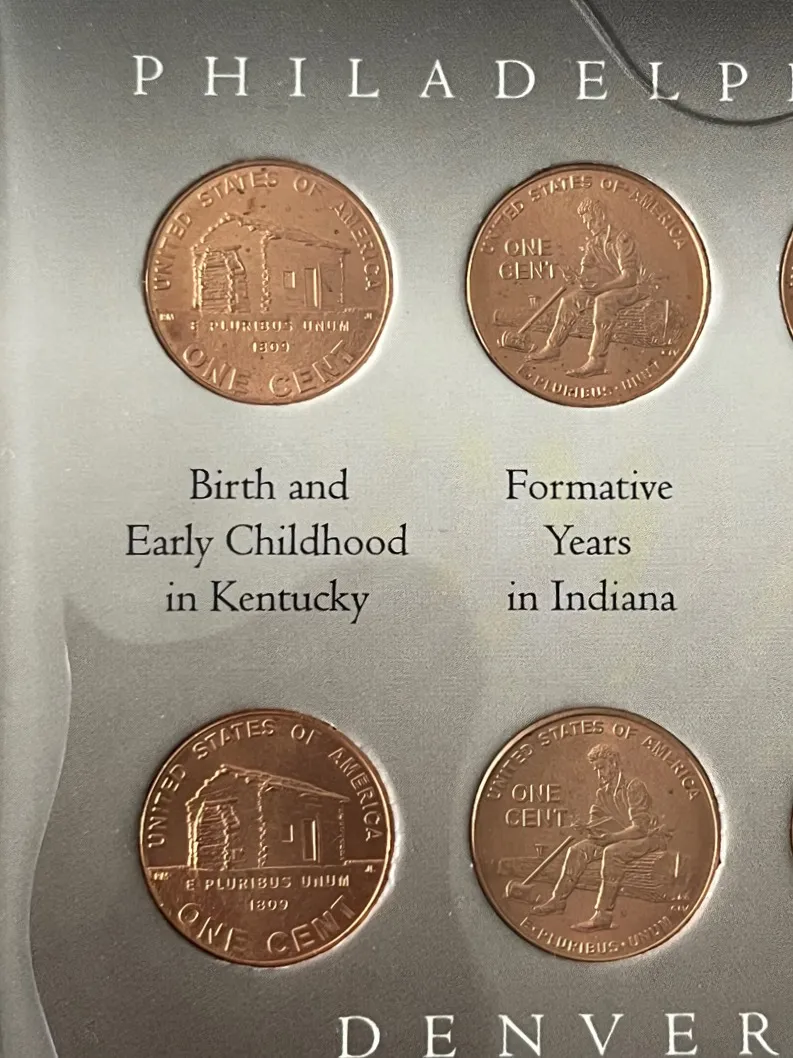 PHILADELP
UNITED STATES OF AMERICA
E PLURIBUS UNUM
1809
ONE CENT
UNITED STATES OF AMERICA
ONE
CENT
E·PLURIBUS·UNUM
Birth and
Early Childhood
in Kentucky
Formative
Years
in Indiana
UNITED STATES OF AMERICA
E PLURIBUS UNUM
1809
ONE CENT
UNITED STATES OF AMERICA
ONE
CENT
E·PLURIBUS·UNUM
DENVER